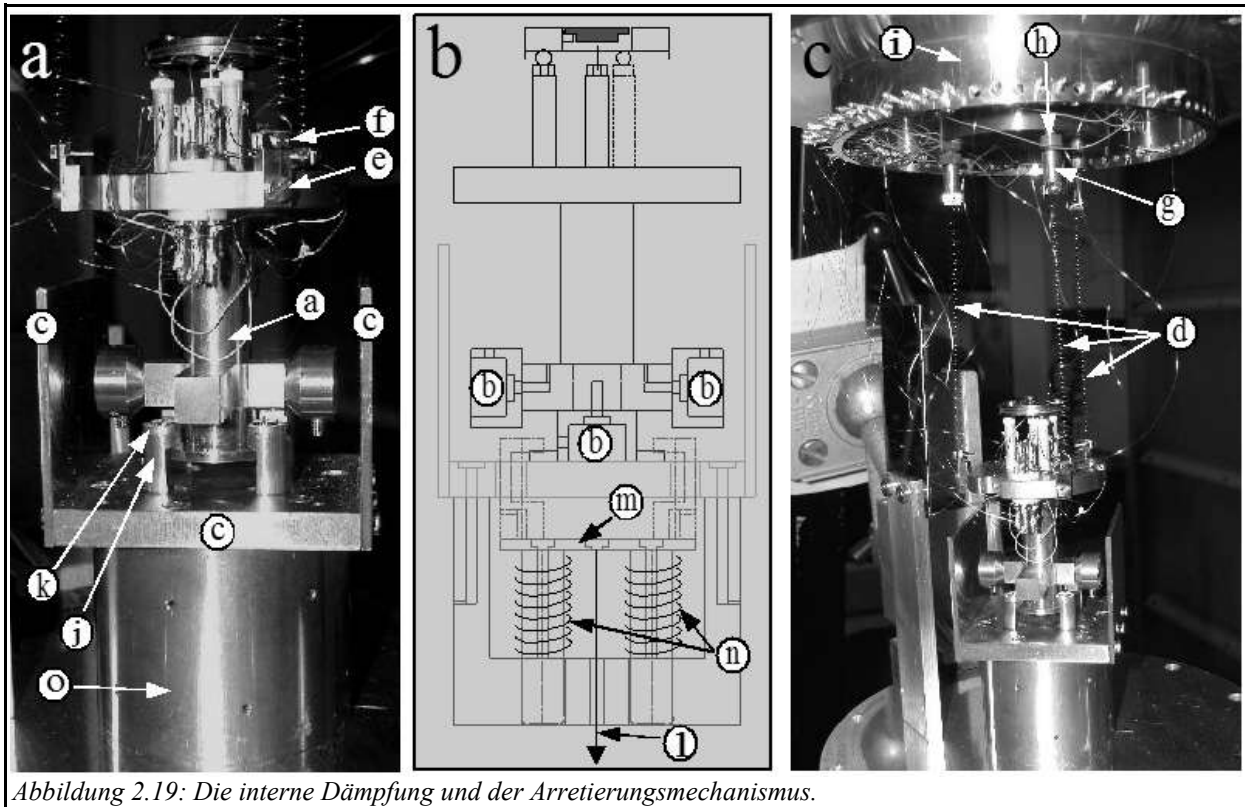 a
f
e
a
c c
c
k
j
o
b
b b
b
m
n
l
c
i h
g
d
Abbildung 2.19: Die interne Dämpfung und der Arretierungsmechanismus.